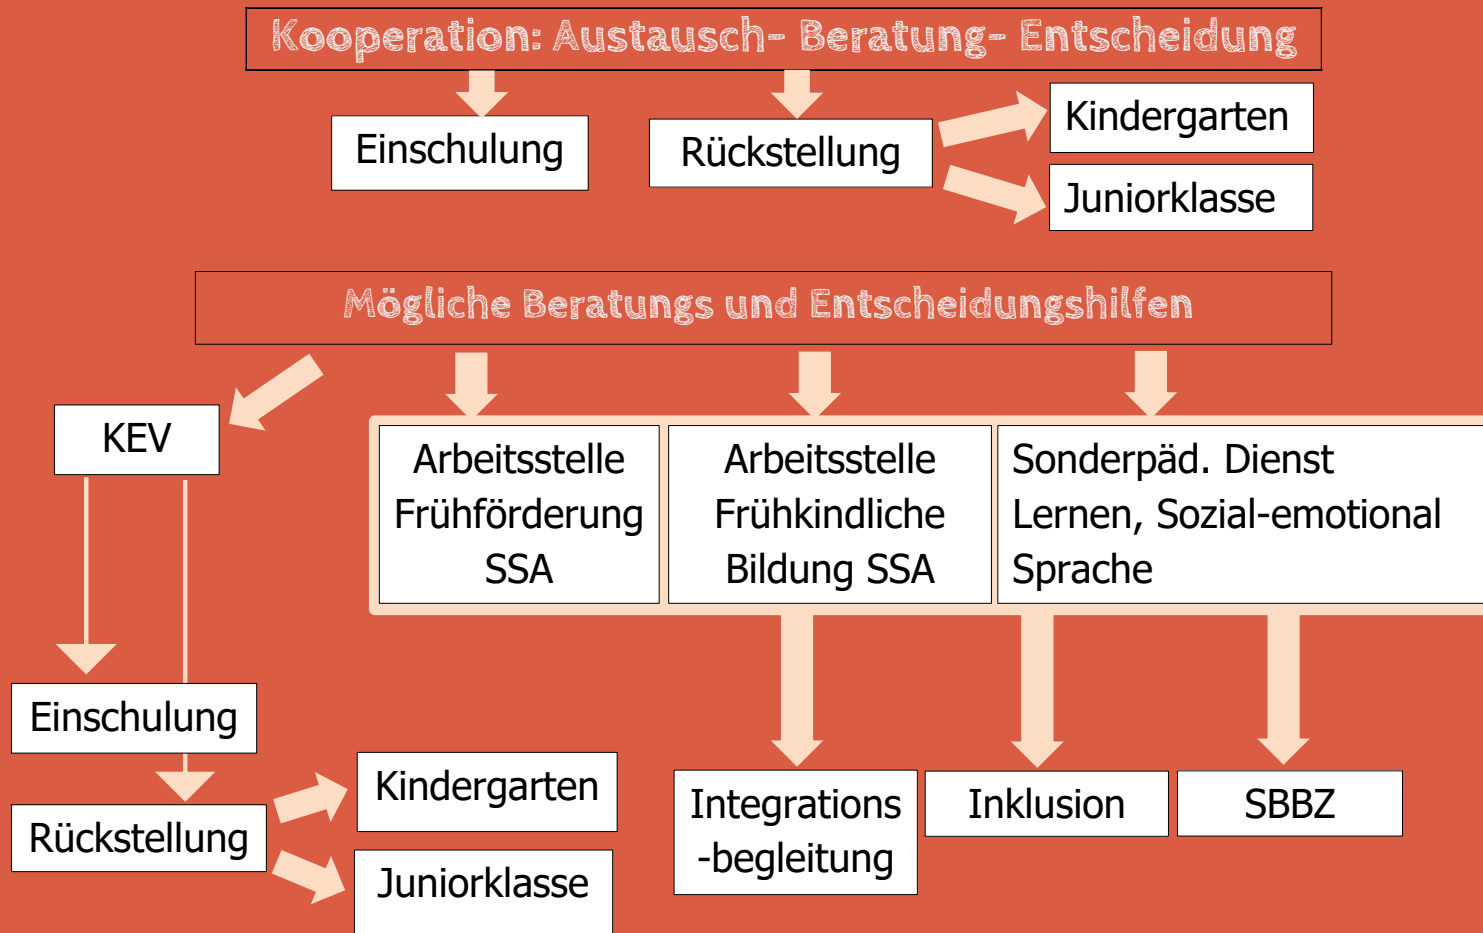 Kooperation: Austausch- Beratung- Entscheidung
Einschulung
Rückstellung
Kindergarten
Juniorklasse
Mögliche Beratungs und Entscheidungshilfen
KEV
Arbeitsstelle
Frühförderung
SSA
Arbeitsstelle
Frühkindliche
Bildung SSA
Sonderpäd. Dienst
Lernen, Sozial-emotional
Sprache
Einschulung
Rückstellung
Kindergarten
Juniorklasse
Integrations
-begleitung
Inklusion
SBBZ